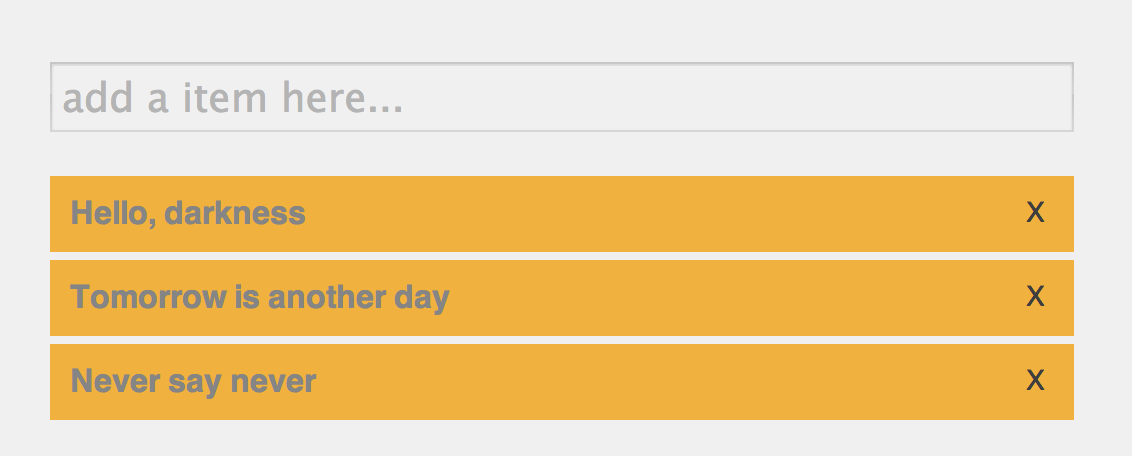 add a item here...
Hello, darkness X
Tomorrow is another day X
Never say never X